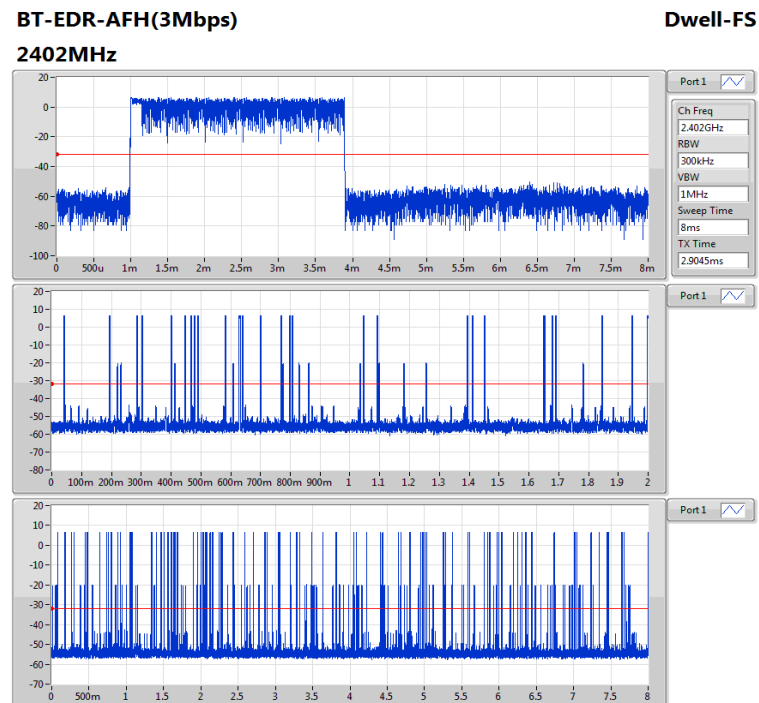 BT-EDR-AFH(3Mbps) Dwell-FS
2402MHz
20
0
-20
-40
-60
-80
-100
0 500u 1m 1.5m 2m 2.5m 3m 3.5m 4m 4.5m 5m 5.5m 6m 6.5m 7m 7.5m 8m
Port 1
Ch Freq
2.402GHz
RBW
300kHz
VBW
1MHz
Sweep Time
8ms
TX Time
2.9045ms
20
10
0
-10
-20
-30
-40
-50
-60
-70
-80
0 100m 200m 300m 400m 500m 600m 700m 800m 900m 1 1.1 1.2 1.3 1.4 1.5 1.6 1.7 1.8 1.9 2
Port 1
20
10
0
-10
-20
-30
-40
-50
-60
-70
0 500m 1 1.5 2 2.5 3 3.5 4 4.5 5 5.5 6 6.5 7 7.5 8
Port 1